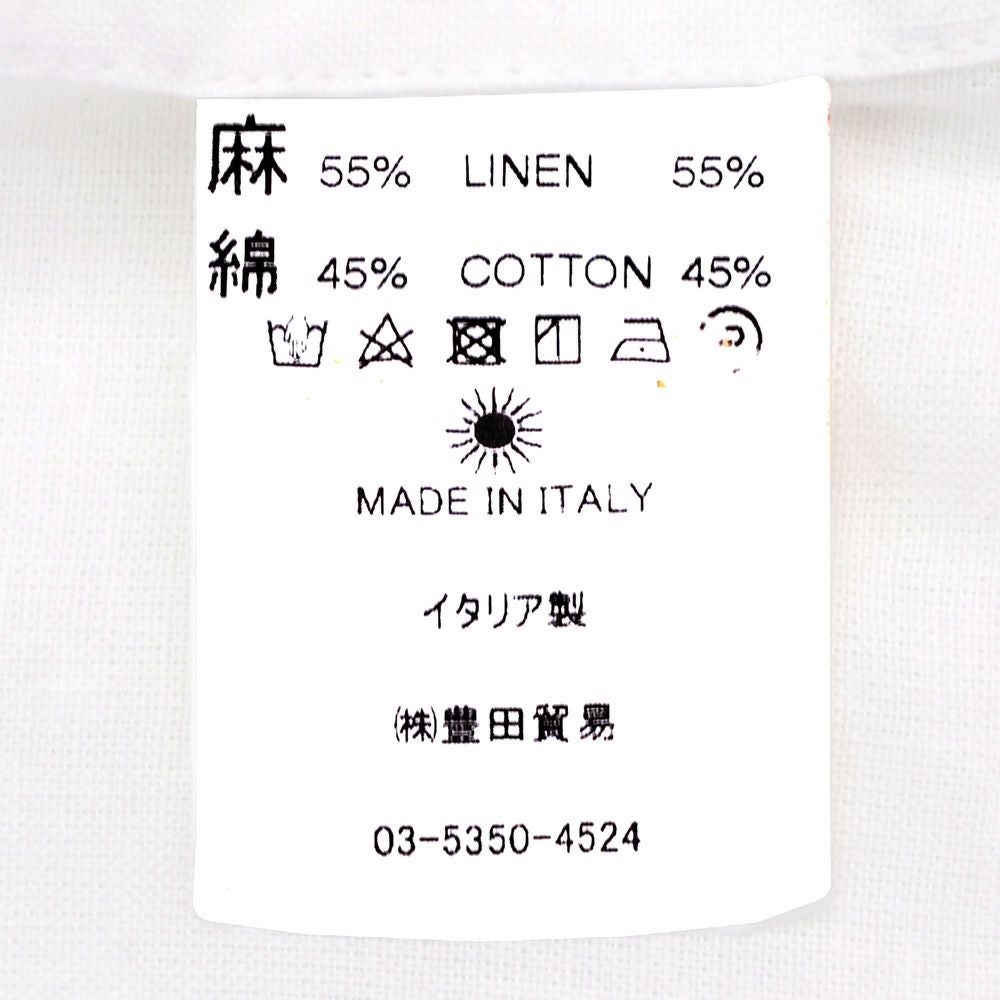 麻 55% LINEN 55%
綿 45% COTTON 45%
MADE IN ITALY
イタリア製
㈱豊田貿易
03-5350-4524